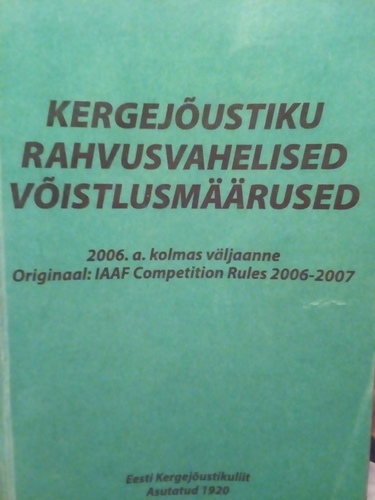 KERGEJÕUSTIKU
RAHVUSVAHELISED
VÕISTLUSMÄÄRUSED
2006. a. kolmas väljaanne
Originaal: IAAF Competition Rules 2006-2007
Eesti Kergejõustikuliit
Asutatud 1920